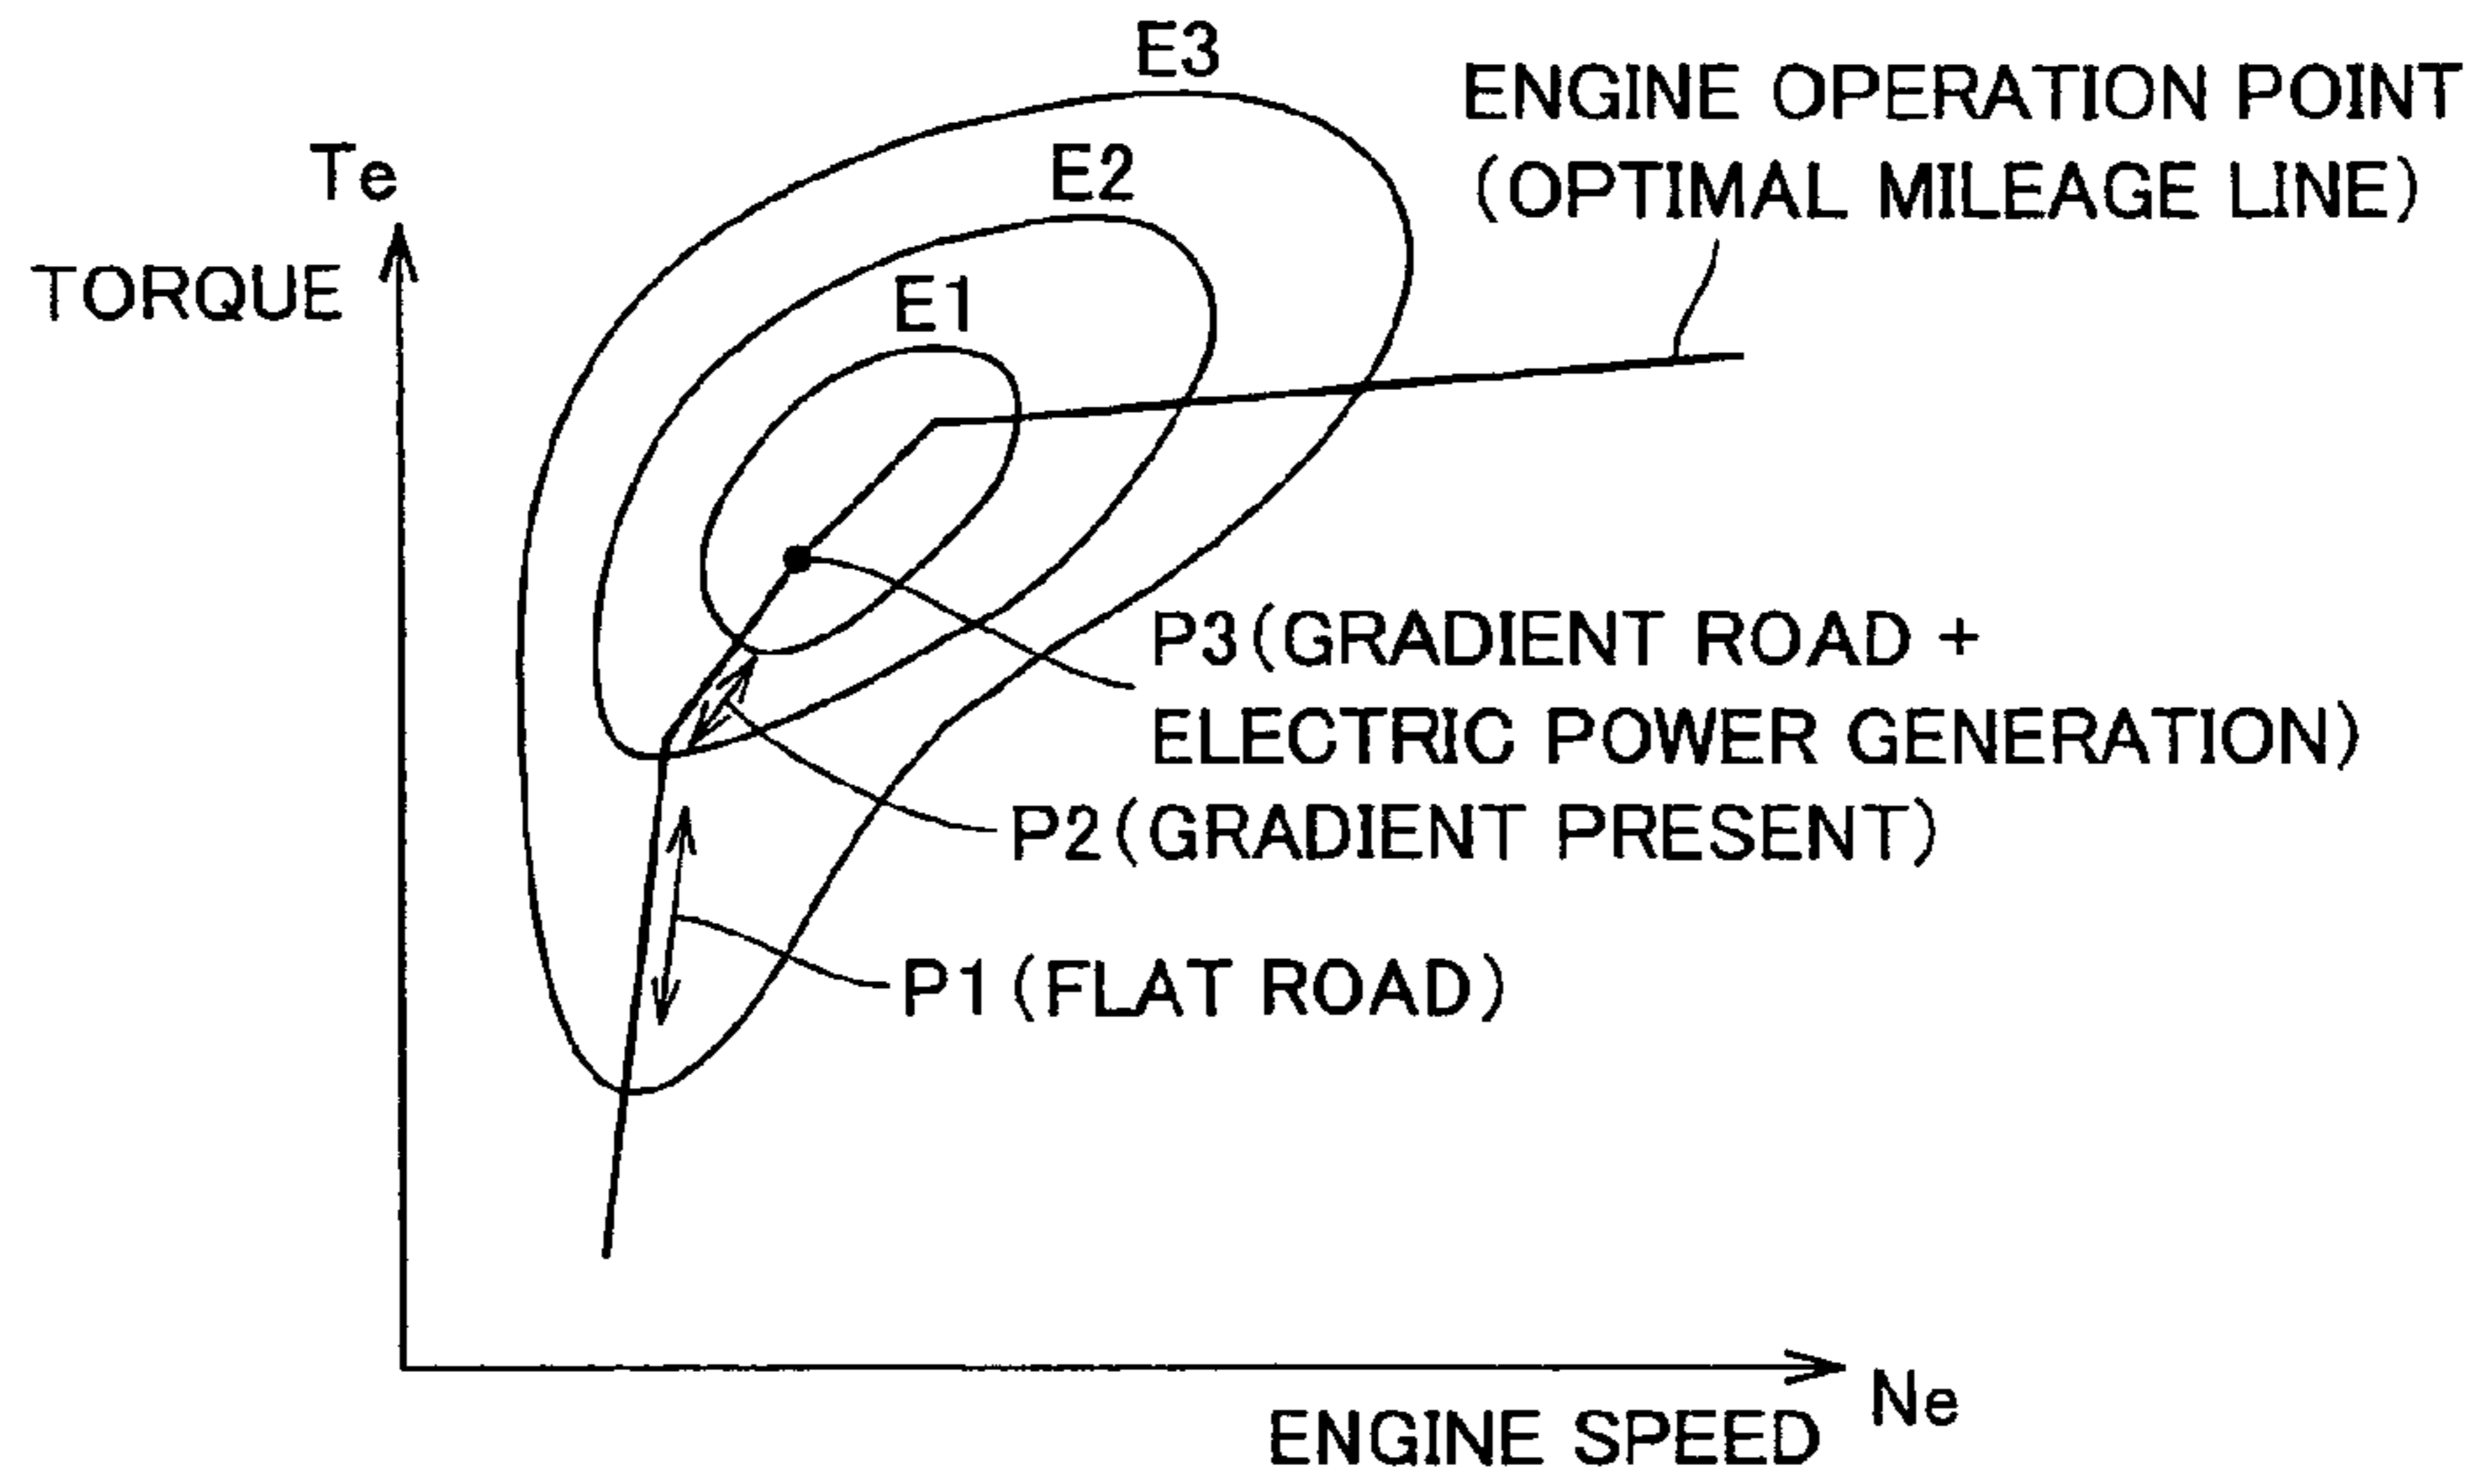 E3
ENGINE OPERATION POINT
(OPTIMAL MILEAGE LINE)
Te
E2
TORQUE
E1
P3(GRADIENT ROAD +
ELECTRIC POWER GENERATION)
P2(GRADIENT PRESENT)
P1(FLAT ROAD)
Ne
ENGINE SPEED